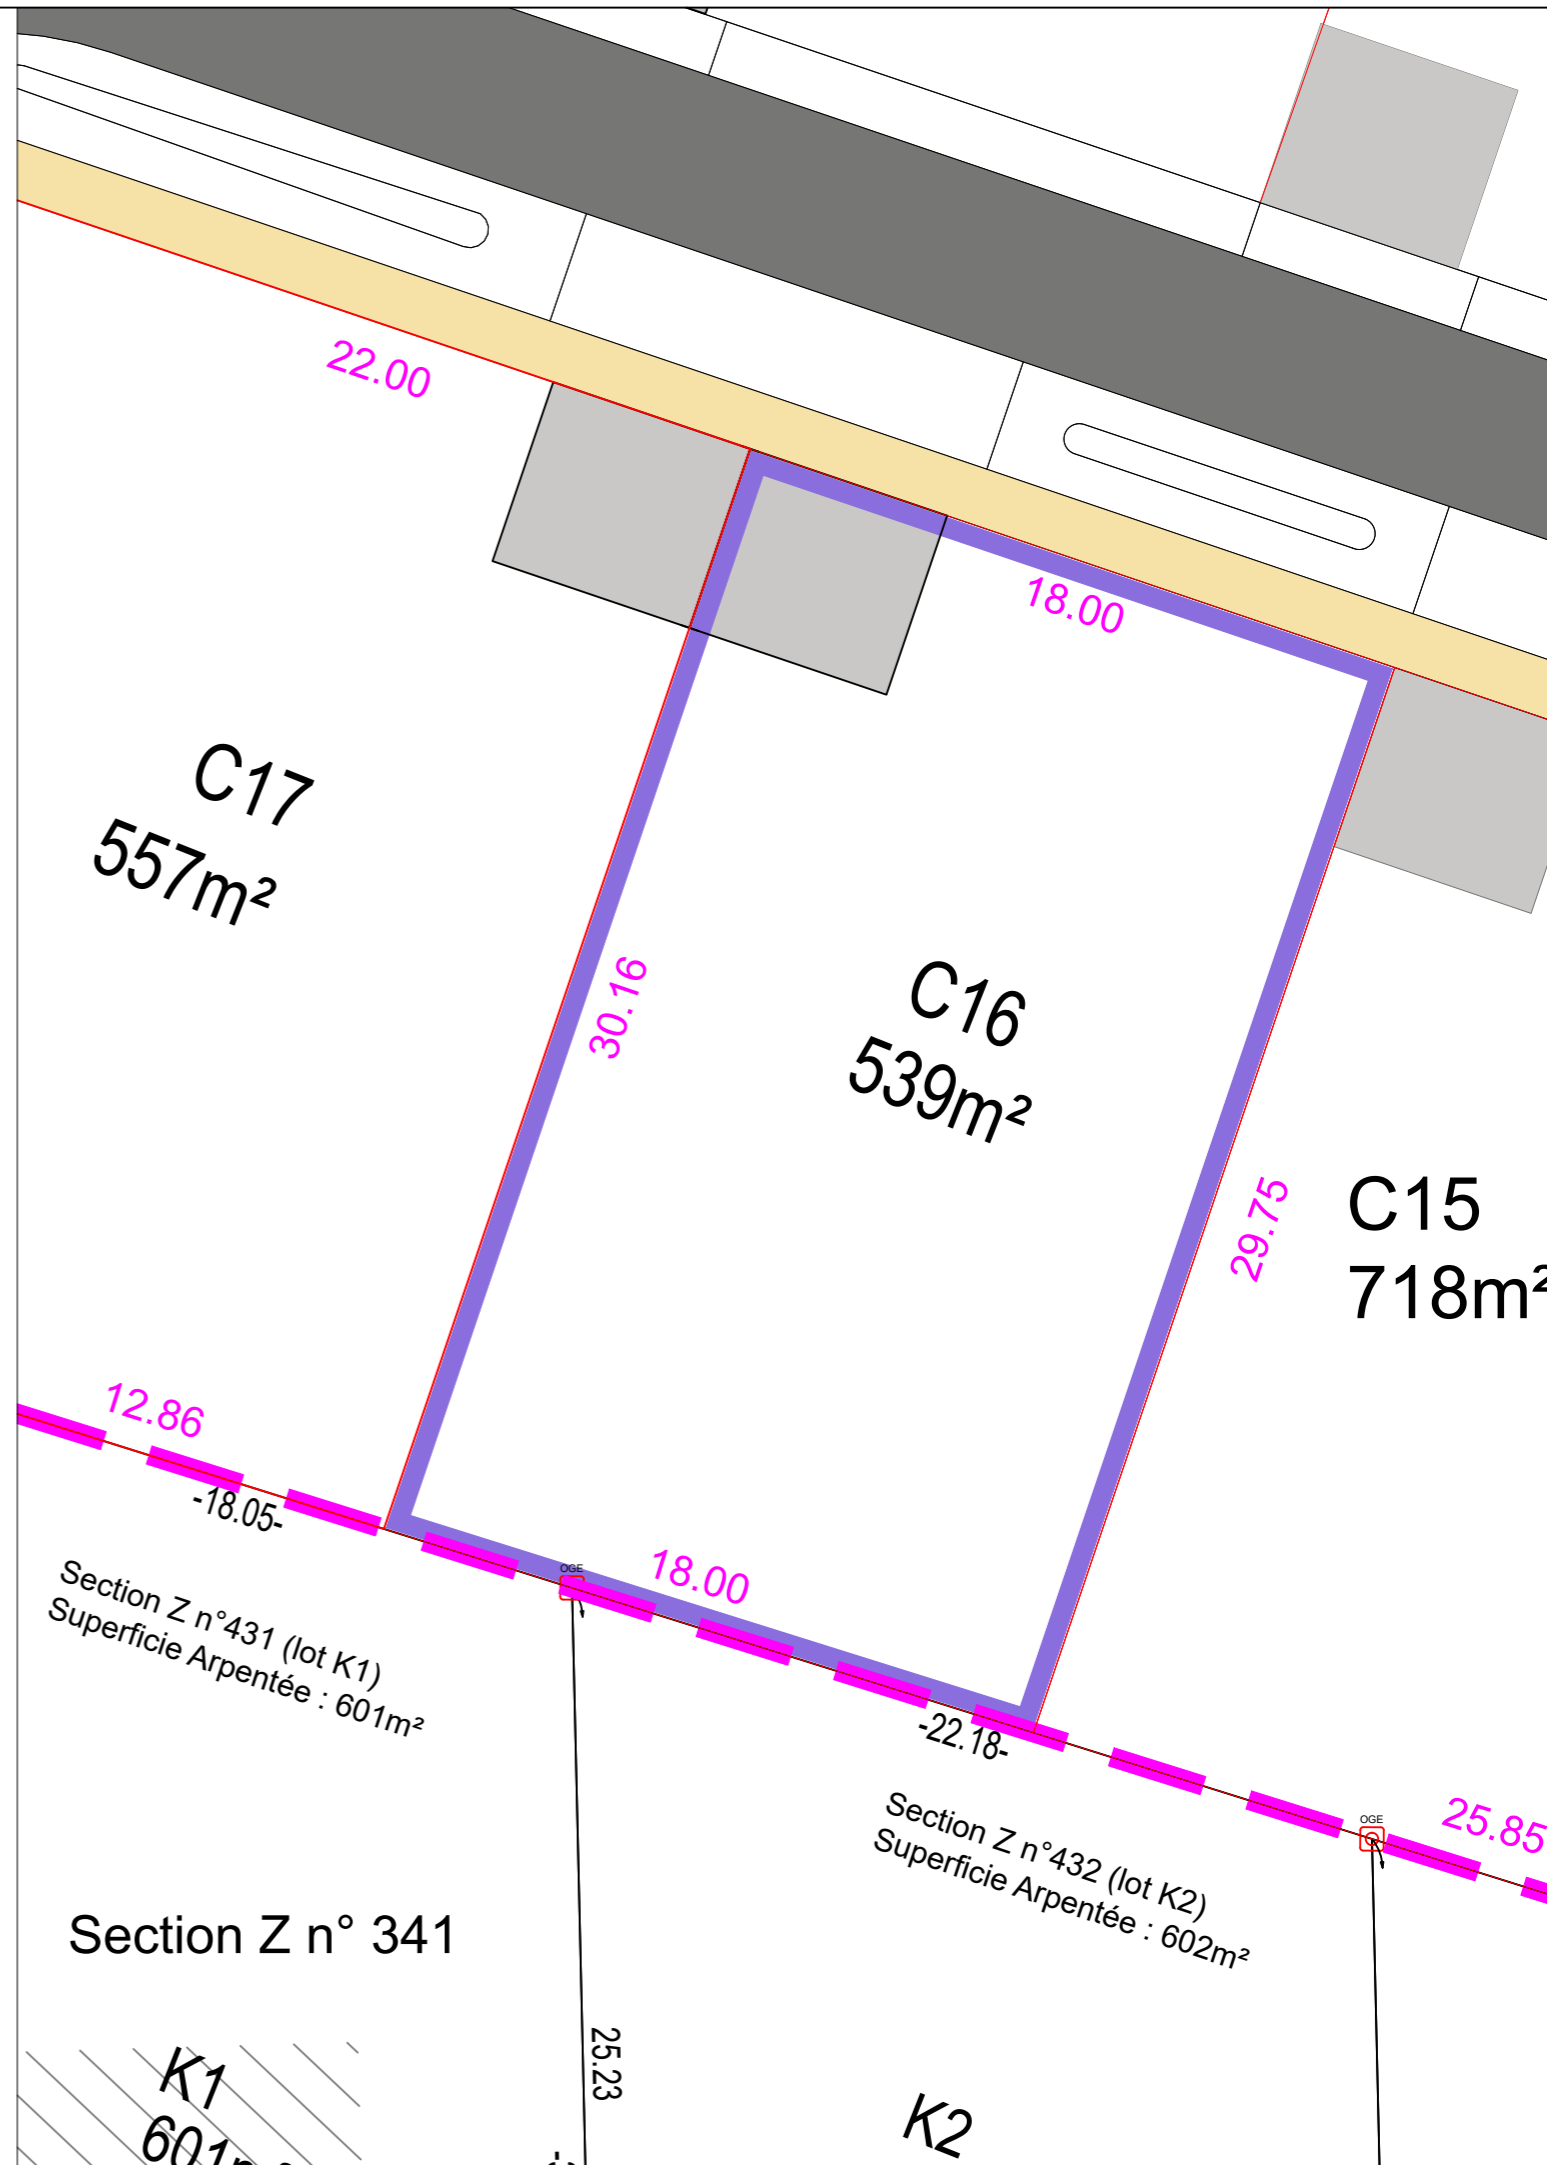 22.00
18.00
C17
557m²
30.16
C16
539m²
29.75
C15
718m²
12.86
-18.05-
OGE
18.00
Section Z n°431 (lot K1)
Superficie Arpentée : 601m²
-22.18-
OGE
25.85
Section Z n°432 (lot K2)
Superficie Arpentée : 602m²
Section Z n° 341
25.23
K1
K2